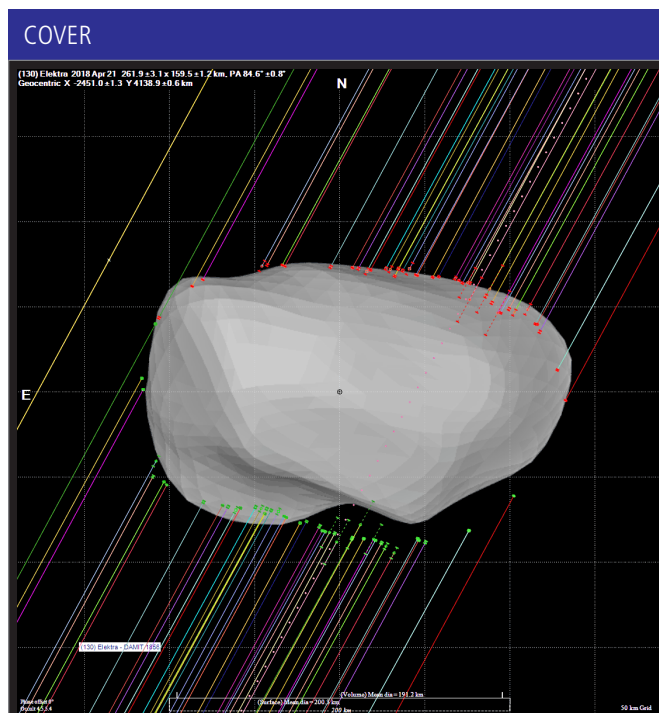 COVER
(130) Elektra 2018 Apr 21 261.9 ±3.1 x 159.5 ±1.2 km, PA 84.6° ±0.8°
Geocentric X -2451.0 ±1.3 Y 4138.9 ±0.6 km
N
E
(130) Elektra - DAMIT 1856
(Volume) Mean dia = 191.2 km
(Surface) Mean dia = 200.3 km
200 km
50 km Grid